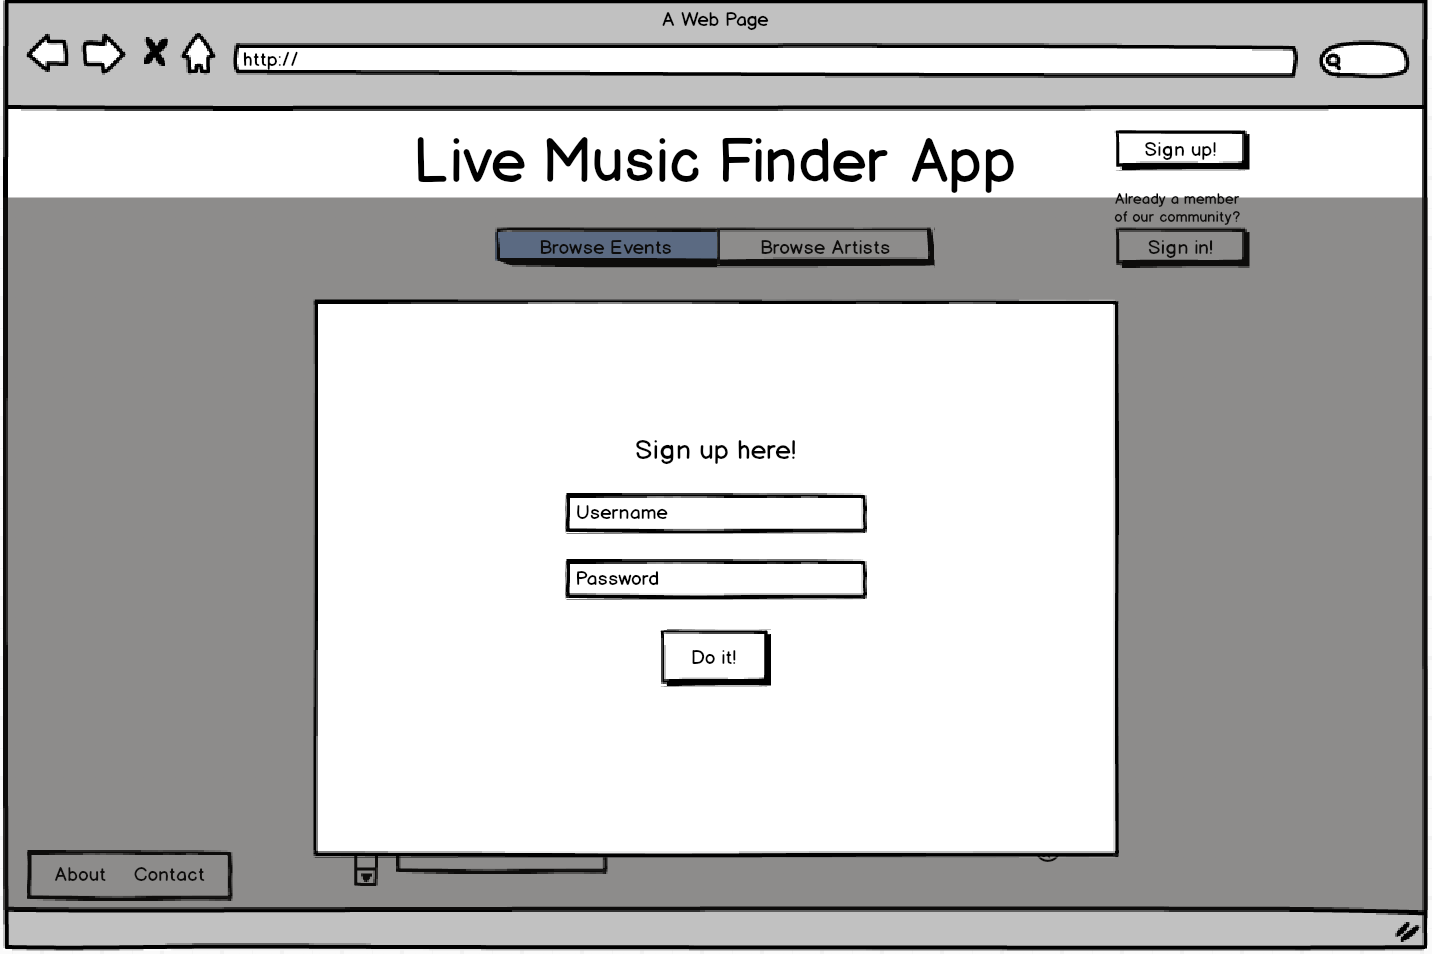 A Web Page
http://
Live Music Finder App
Sign up!
Already a member
of our community?
Browse Events
Browse Artists
Sign in!
Sign up here!
Username
Password
Do it!
About
Contact